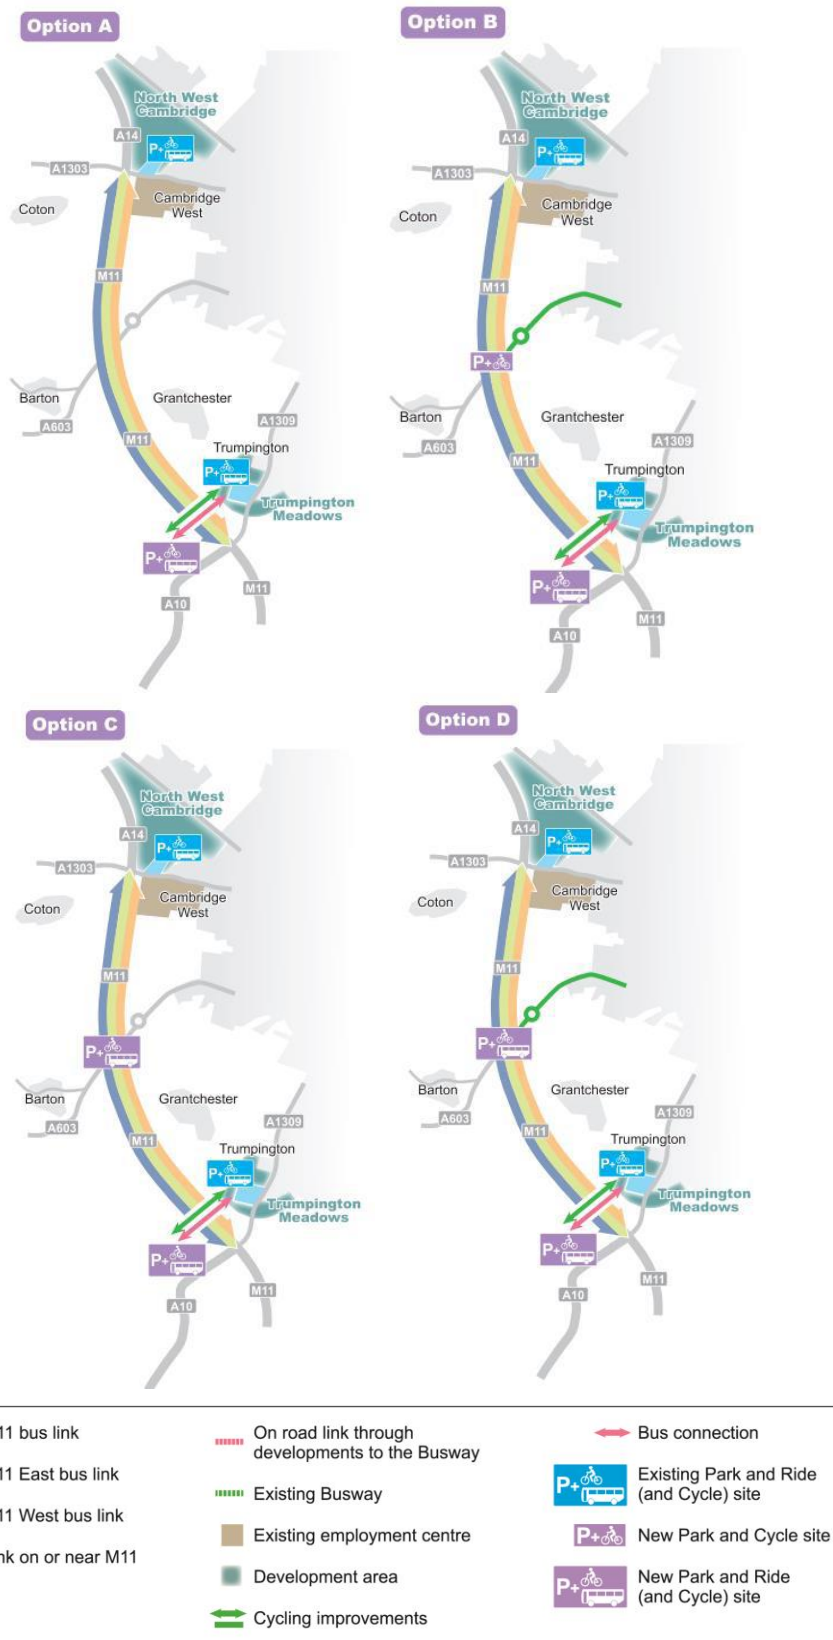 Option A
North West
Cambridge
A14
P+
A1303
Cambridge
West
Coton
M11
Barton
Grantchester
A603
M11
A1309
Trumpington
P+
Trumpington
Meadows
P+
M11
A10
Option B
North West
Cambridge
A14
P+
A1303
Cambridge
West
Coton
M11
P+
Barton
Grantchester
A603
M11
A1309
Trumpington
P+
Trumpington
Meadows
P+
M11
A10
Option C
North West
Cambridge
A14
P+
A1303
Cambridge
West
Coton
M11
P+
Barton
Grantchester
A603
M11
A1309
Trumpington
P+
Trumpington
Meadows
P+
M11
A10
Option D
North West
Cambridge
A14
P+
A1303
Cambridge
West
Coton
M11
P+
Barton
Grantchester
A603
M11
A1309
Trumpington
P+
Trumpington
Meadows
P+
M11
A10
11 bus link
11 East bus link
11 West bus link
nk on or near M11
On road link through
developments to the Busway
Existing Busway
Existing employment centre
Development area
Cycling improvements
Bus connection
P+
Existing Park and Ride
(and Cycle) site
P+
New Park and Cycle site
P+
New Park and Ride
(and Cycle) site